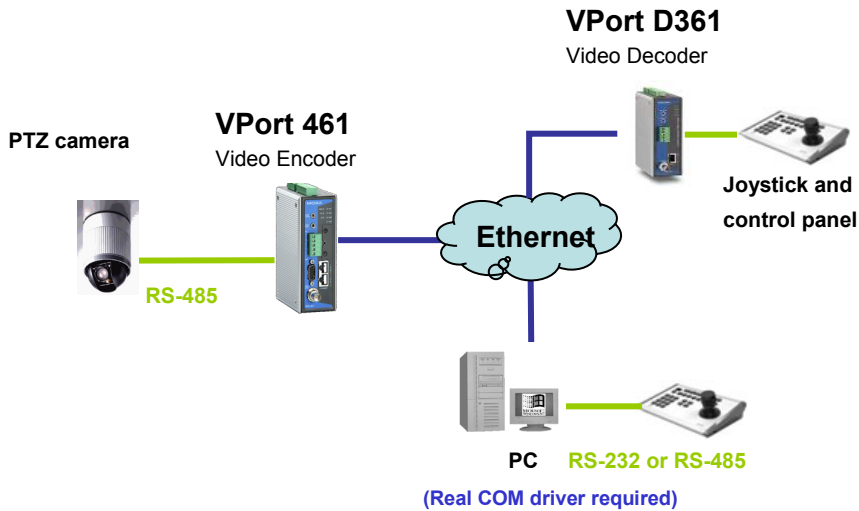 VPort D361
Video Decoder
VPort 461
Video Encoder
PTZ camera
Joystick and
control panel
Ethernet
RS-485
PC
RS-232 or RS-485
(Real COM driver required)